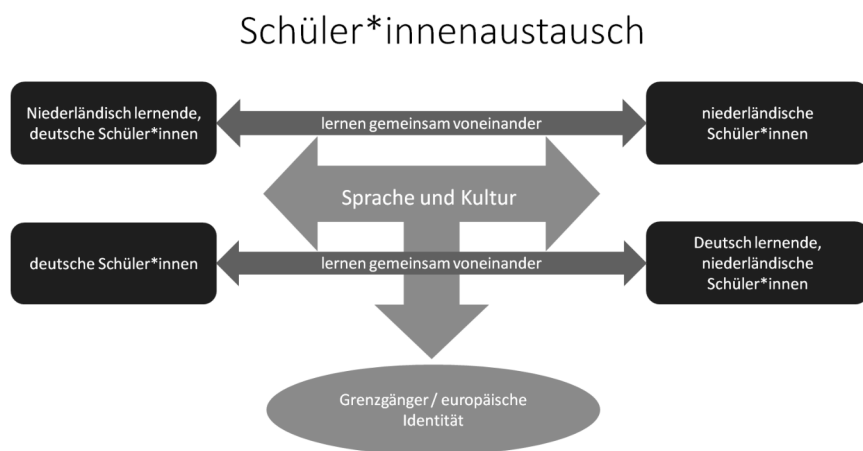 Schüler*innenaustausch
Niederländisch lernende,
deutsche Schüler*innen
lernen gemeinsam voneinander
niederländische
Schüler*innen
Sprache und Kultur
deutsche Schüler*innen
lernen gemeinsam voneinander
Deutsch lernende,
niederländische
Schüler*innen
Grenzgänger / europäische
Identität